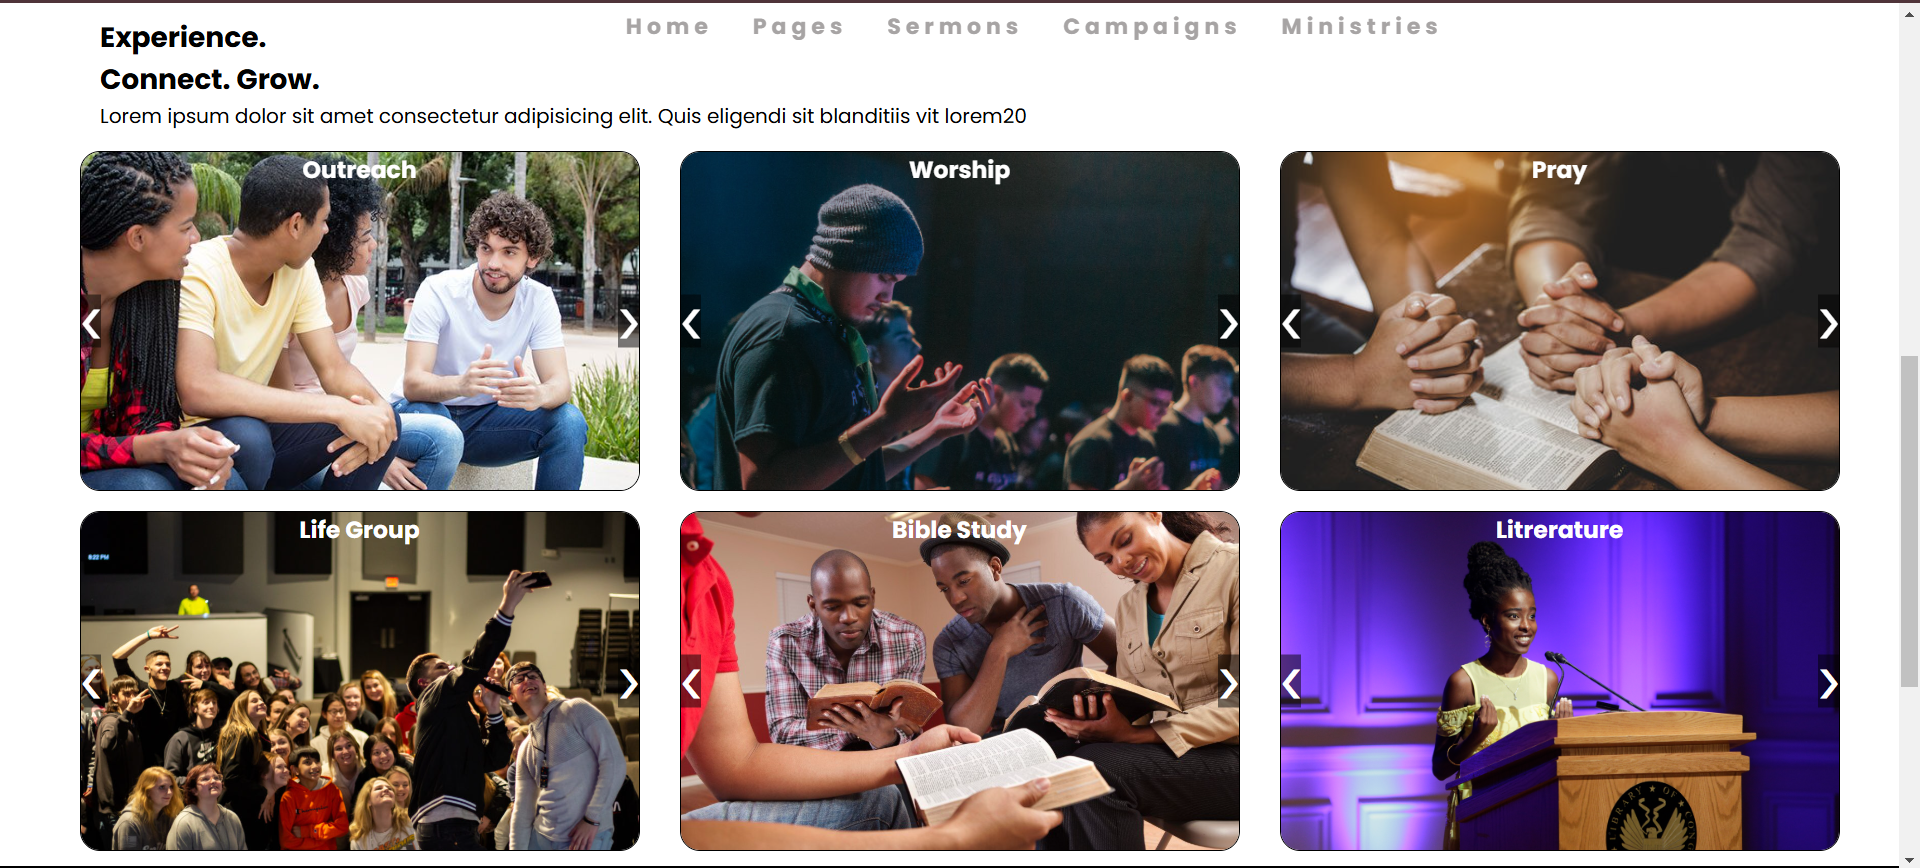 Home Pages Sermons Campaigns Ministries
Experience.
Connect. Grow.
Lorem ipsum dolor sit amet consectetur adipisicing elit. Quis eligendi sit blanditiis vit lorem20
Outreach
Worship
Pray
Life Group
Bible Study
Litrerature